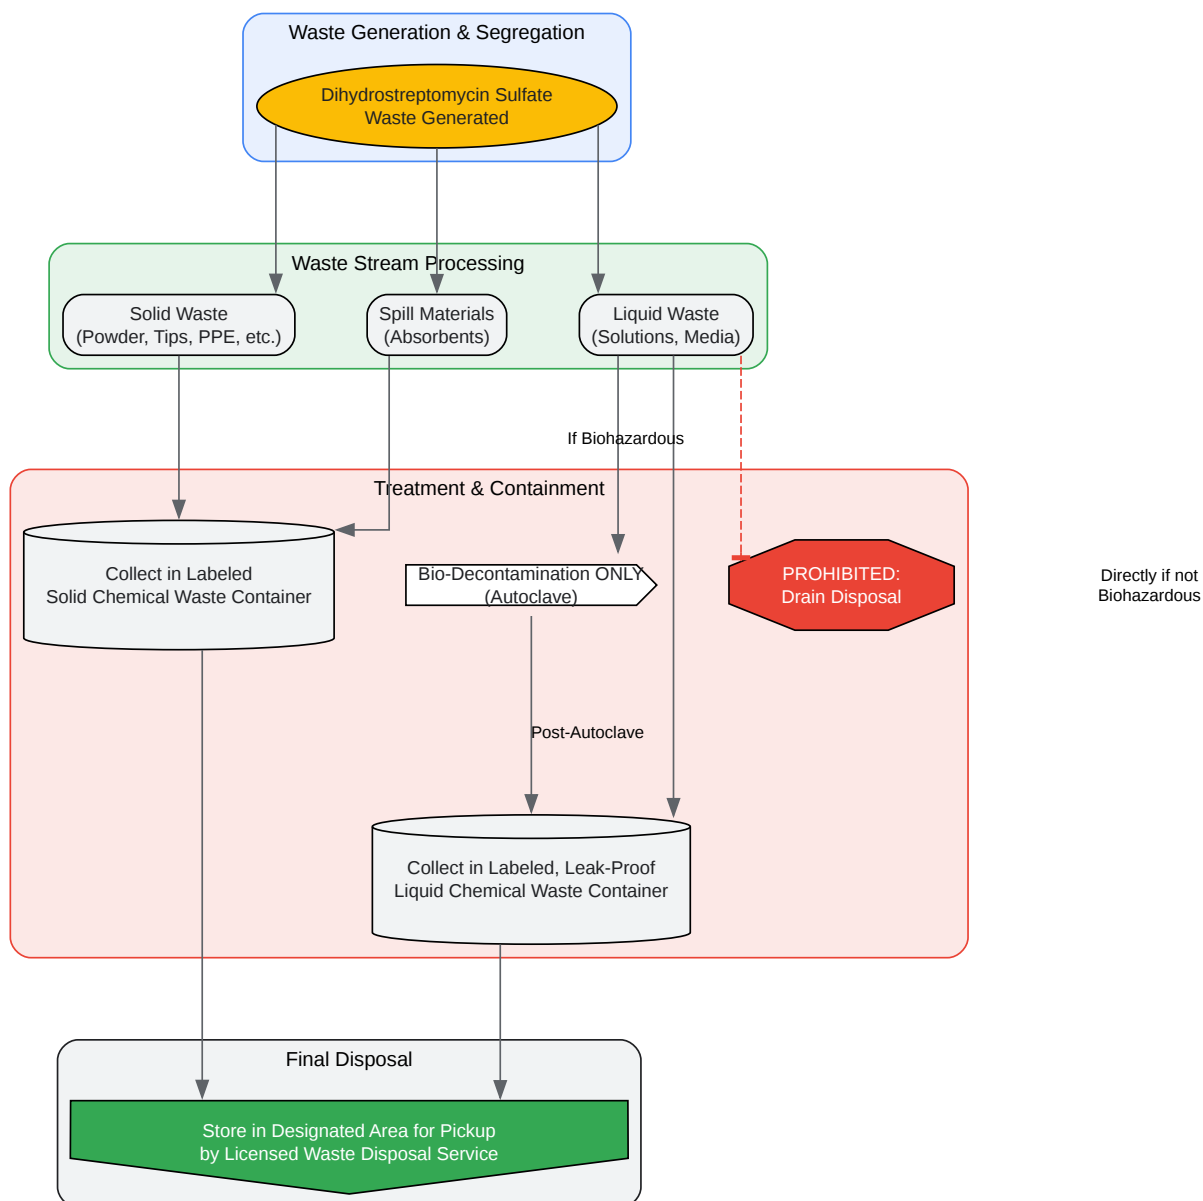 Waste Generation & Segregation
Dihydrostreptomycin Sulfate
Waste Generated
Waste Stream Processing
Solid Waste
(Powder, Tips, PPE, etc.)
Spill Materials
(Absorbents)
Liquid Waste
(Solutions, Media)
If Biohazardous
Treatment & Containment
Collect in Labeled
Solid Chemical Waste Container
Bio-Decontamination ONLY
(Autoclave)
PROHIBITED:
Drain Disposal
Directly if not
Biohazardous
Post-Autoclave
Collect in Labeled, Leak-Proof
Liquid Chemical Waste Container
Final Disposal
Store in Designated Area for Pickup
by Licensed Waste Disposal Service